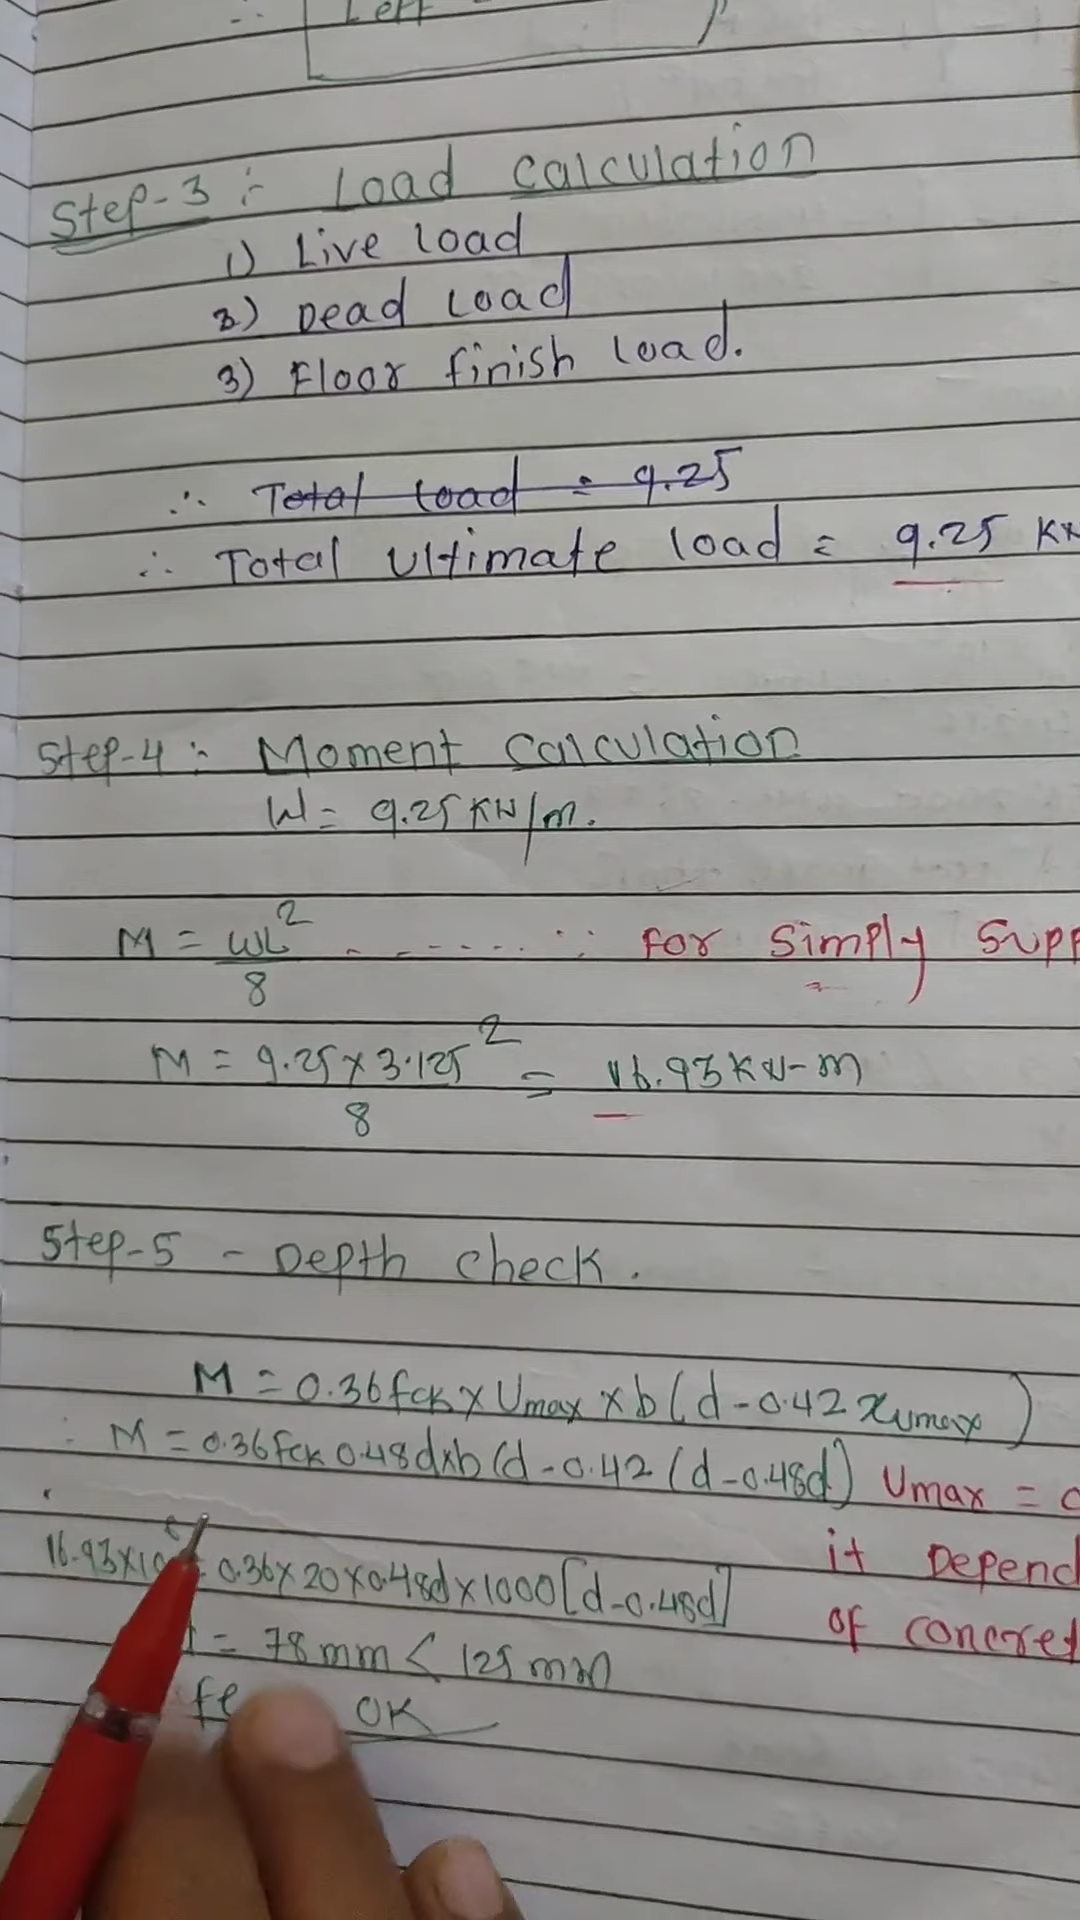 ∴ Left
Step-3 :- Load calculation
1) Live load
2) Dead load
3) Floor finish load.
∴ Total load = 9.25
∴ Total Ultimate load = 9.25 KN
Step-4 :- Moment calculation
W = 9.25 KN/m.
M = wL²/8 - - - - - - - ∵ For Simply Supp
M = 9.25 × 3.125²/8 = 16.93 KN-m
Step-5 - Depth check.
M = 0.36 fck × Umax × b (d - 0.42 xumax)
∴ M = 0.36 fck 0.48d × b (d - 0.42 (d - 0.48d) Umax = 0
16.93 × 10 = 0.36 × 20 × 0.48d × 1000 [d - 0.48d] it Depend
= 78 mm < 125 mm of concret
OK